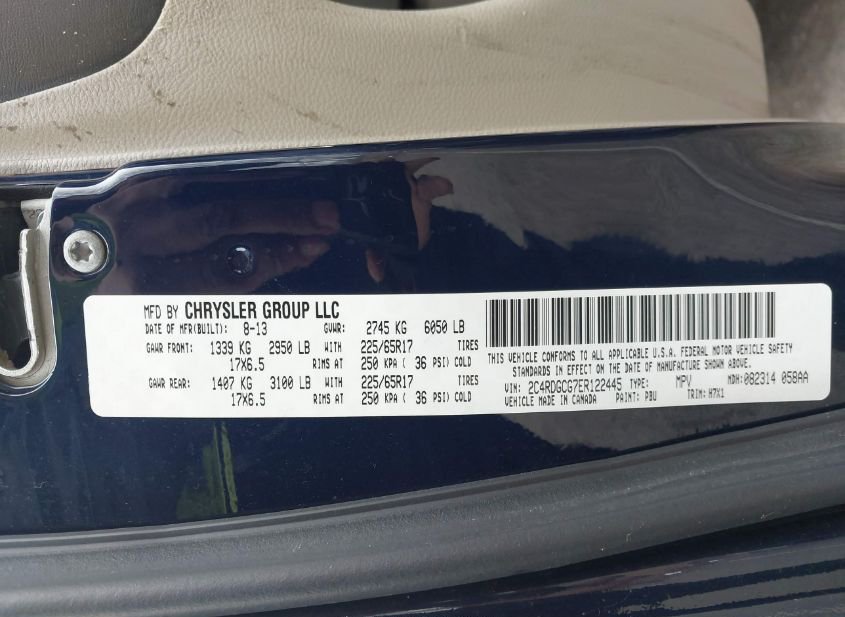 MFD BY CHRYSLER GROUP LLC
DATE OF MFR(BUILT): 8-13 GVWR: 2745 KG 6050 LB
GAWR FRONT: 1339 KG 2950 LB WITH 225/65R17 TIRES
17X6.5 RIMS AT 250 KPA ( 36 PSI) COLD
GAWR REAR: 1407 KG 3100 LB WITH 225/65R17 TIRES
17X6.5 RIMS AT 250 KPA ( 36 PSI) COLD
THIS VEHICLE CONFORMS TO ALL APPLICABLE U.S.A. FEDERAL MOTOR VEHICLE SAFETY
STANDARDS IN EFFECT ON THE DATE OF MANUFACTURE SHOWN ABOVE.
VIN: 2C4RDGCG7ER122445 TYPE: MPV MDH:082314 058AA
VEHICLE MADE IN CANADA PAINT: PBU TRIM: H7X1